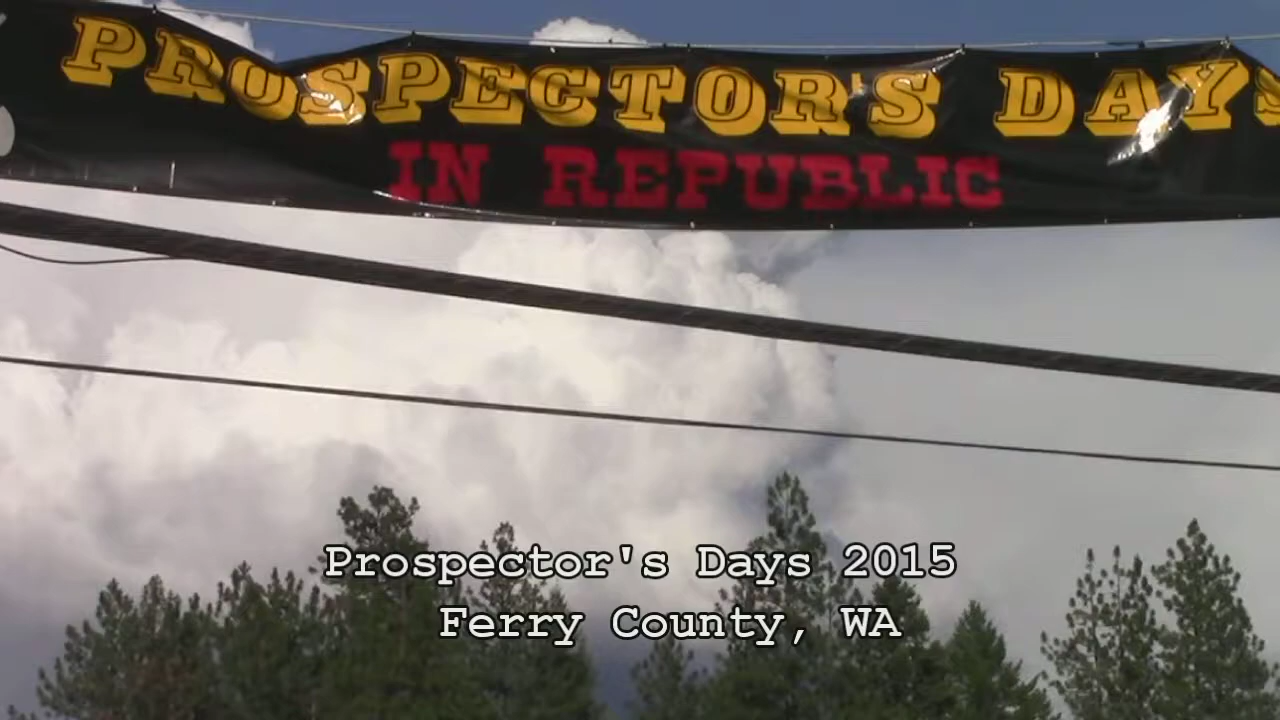 PROSPECTOR'S DAYS
IN REPUBLIC
Prospector's Days 2015
Ferry County, WA